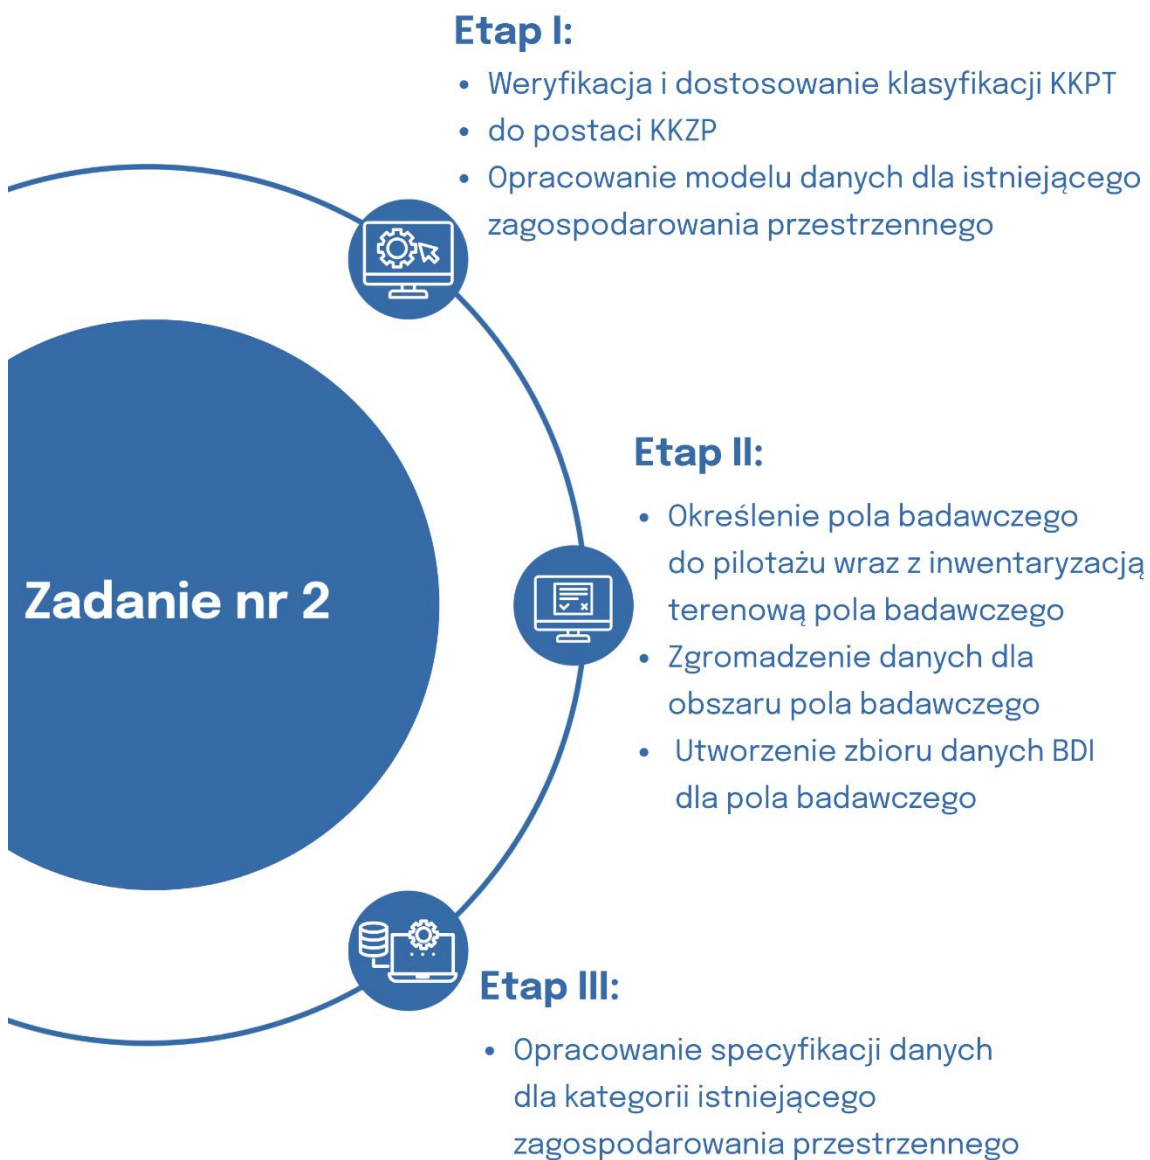 Etap I:
• Weryfikacja i dostosowanie klasyfikacji KKPT
• do postaci KKZP
• Opracowanie modelu danych dla istniejącego
zagospodarowania przestrzennego
Zadanie nr 2
Etap II:
• Określenie pola badawczego
do pilotażu wraz z inwentaryzacją
terenową pola badawczego
• Zgromadzenie danych dla
obszaru pola badawczego
• Utworzenie zbioru danych BDI
dla pola badawczego
Etap III:
• Opracowanie specyfikacji danych
dla kategorii istniejącego
zagospodarowania przestrzennego